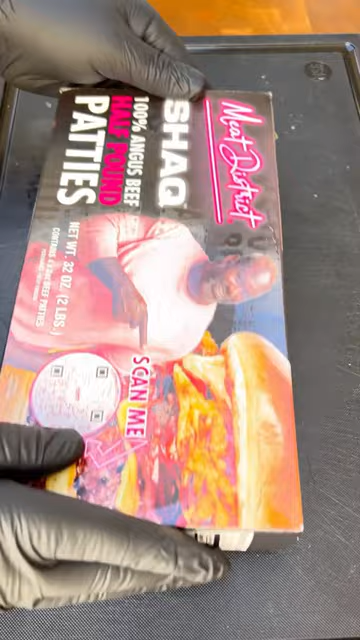 Meat District
SHAQ
100% ANGUS BEEF
HALF POUND
PATTIES
NET WT. 32 OZ (2 LBS.)
SCAN ME